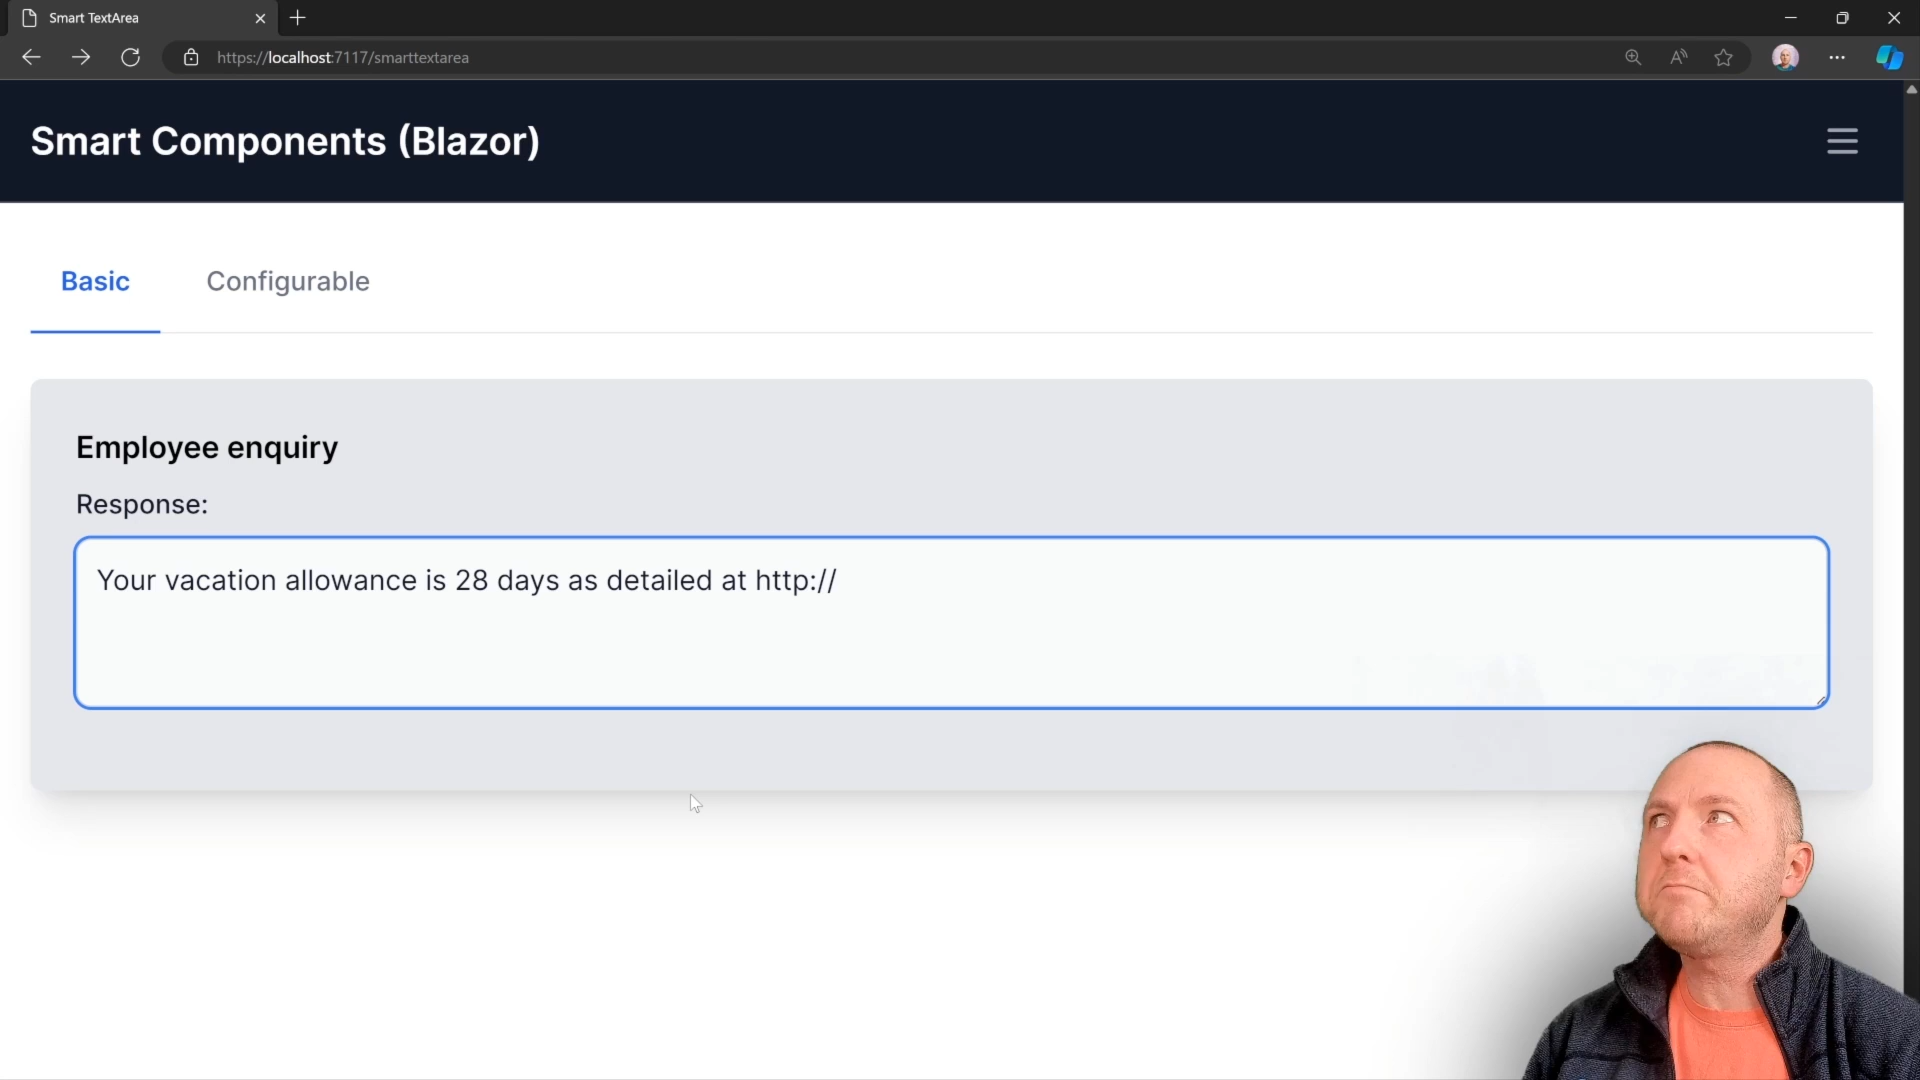 Smart TextArea
https://localhost:7117/smarttextarea
Smart Components (Blazor)
Basic
Configurable
Employee enquiry
Response:
Your vacation allowance is 28 days as detailed at http://